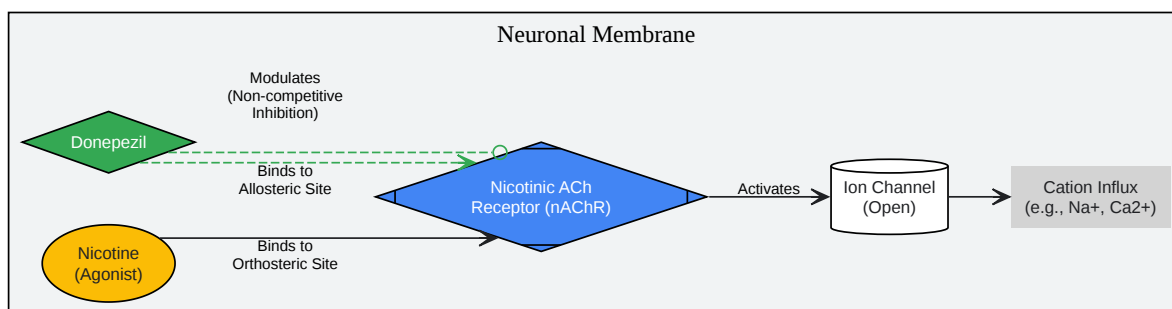 Neuronal Membrane
Modulates
(Non-competitive
Inhibition)
Donepezil
Binds to
Allosteric Site
Nicotinic ACh
Receptor (nAChR)
Activates
Ion Channel
(Open)
Cation Influx
(e.g., Na+, Ca2+)
Nicotine
(Agonist)
Binds to
Orthosteric Site